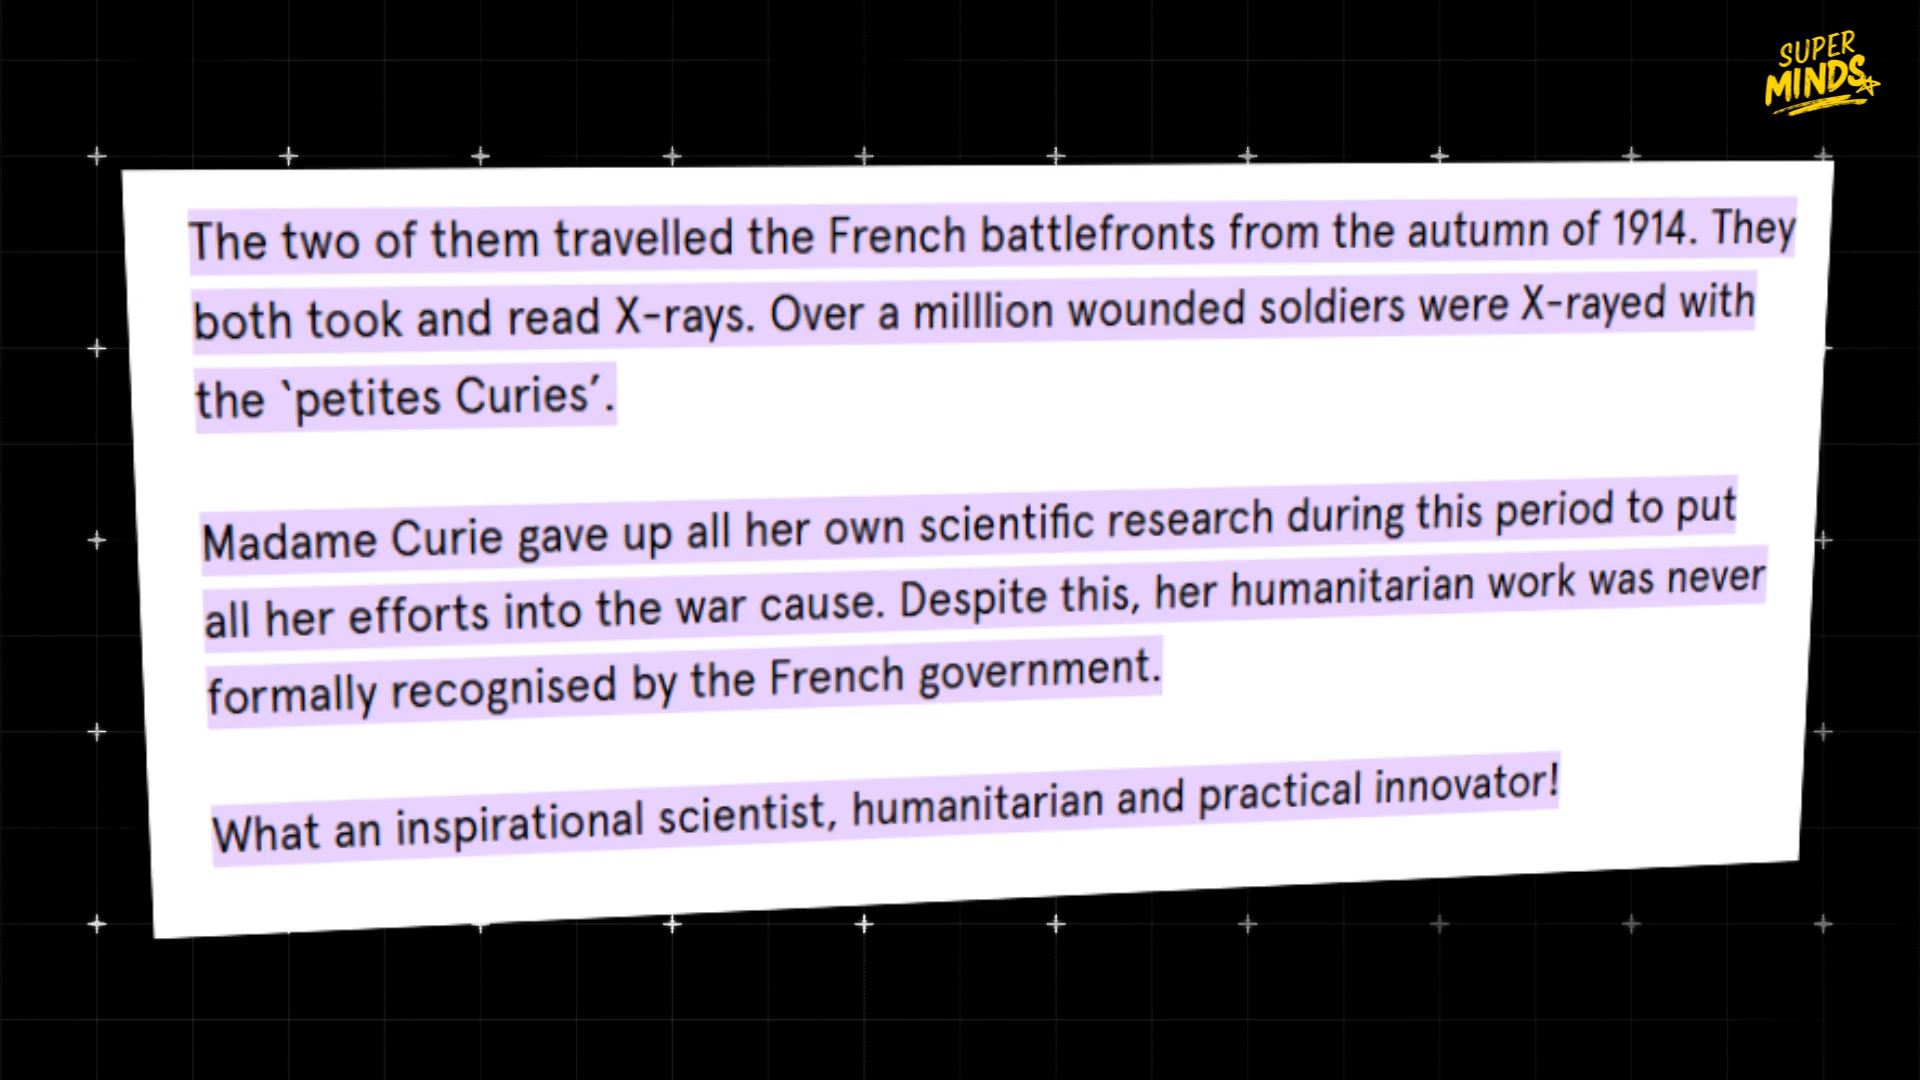 SUPER
MINDS
The two of them travelled the French battlefronts from the autumn of 1914. They
both took and read X-rays. Over a milllion wounded soldiers were X-rayed with
the `petites Curies’.
Madame Curie gave up all her own scientific research during this period to put
all her efforts into the war cause. Despite this, her humanitarian work was never
formally recognised by the French government.
What an inspirational scientist, humanitarian and practical innovator!